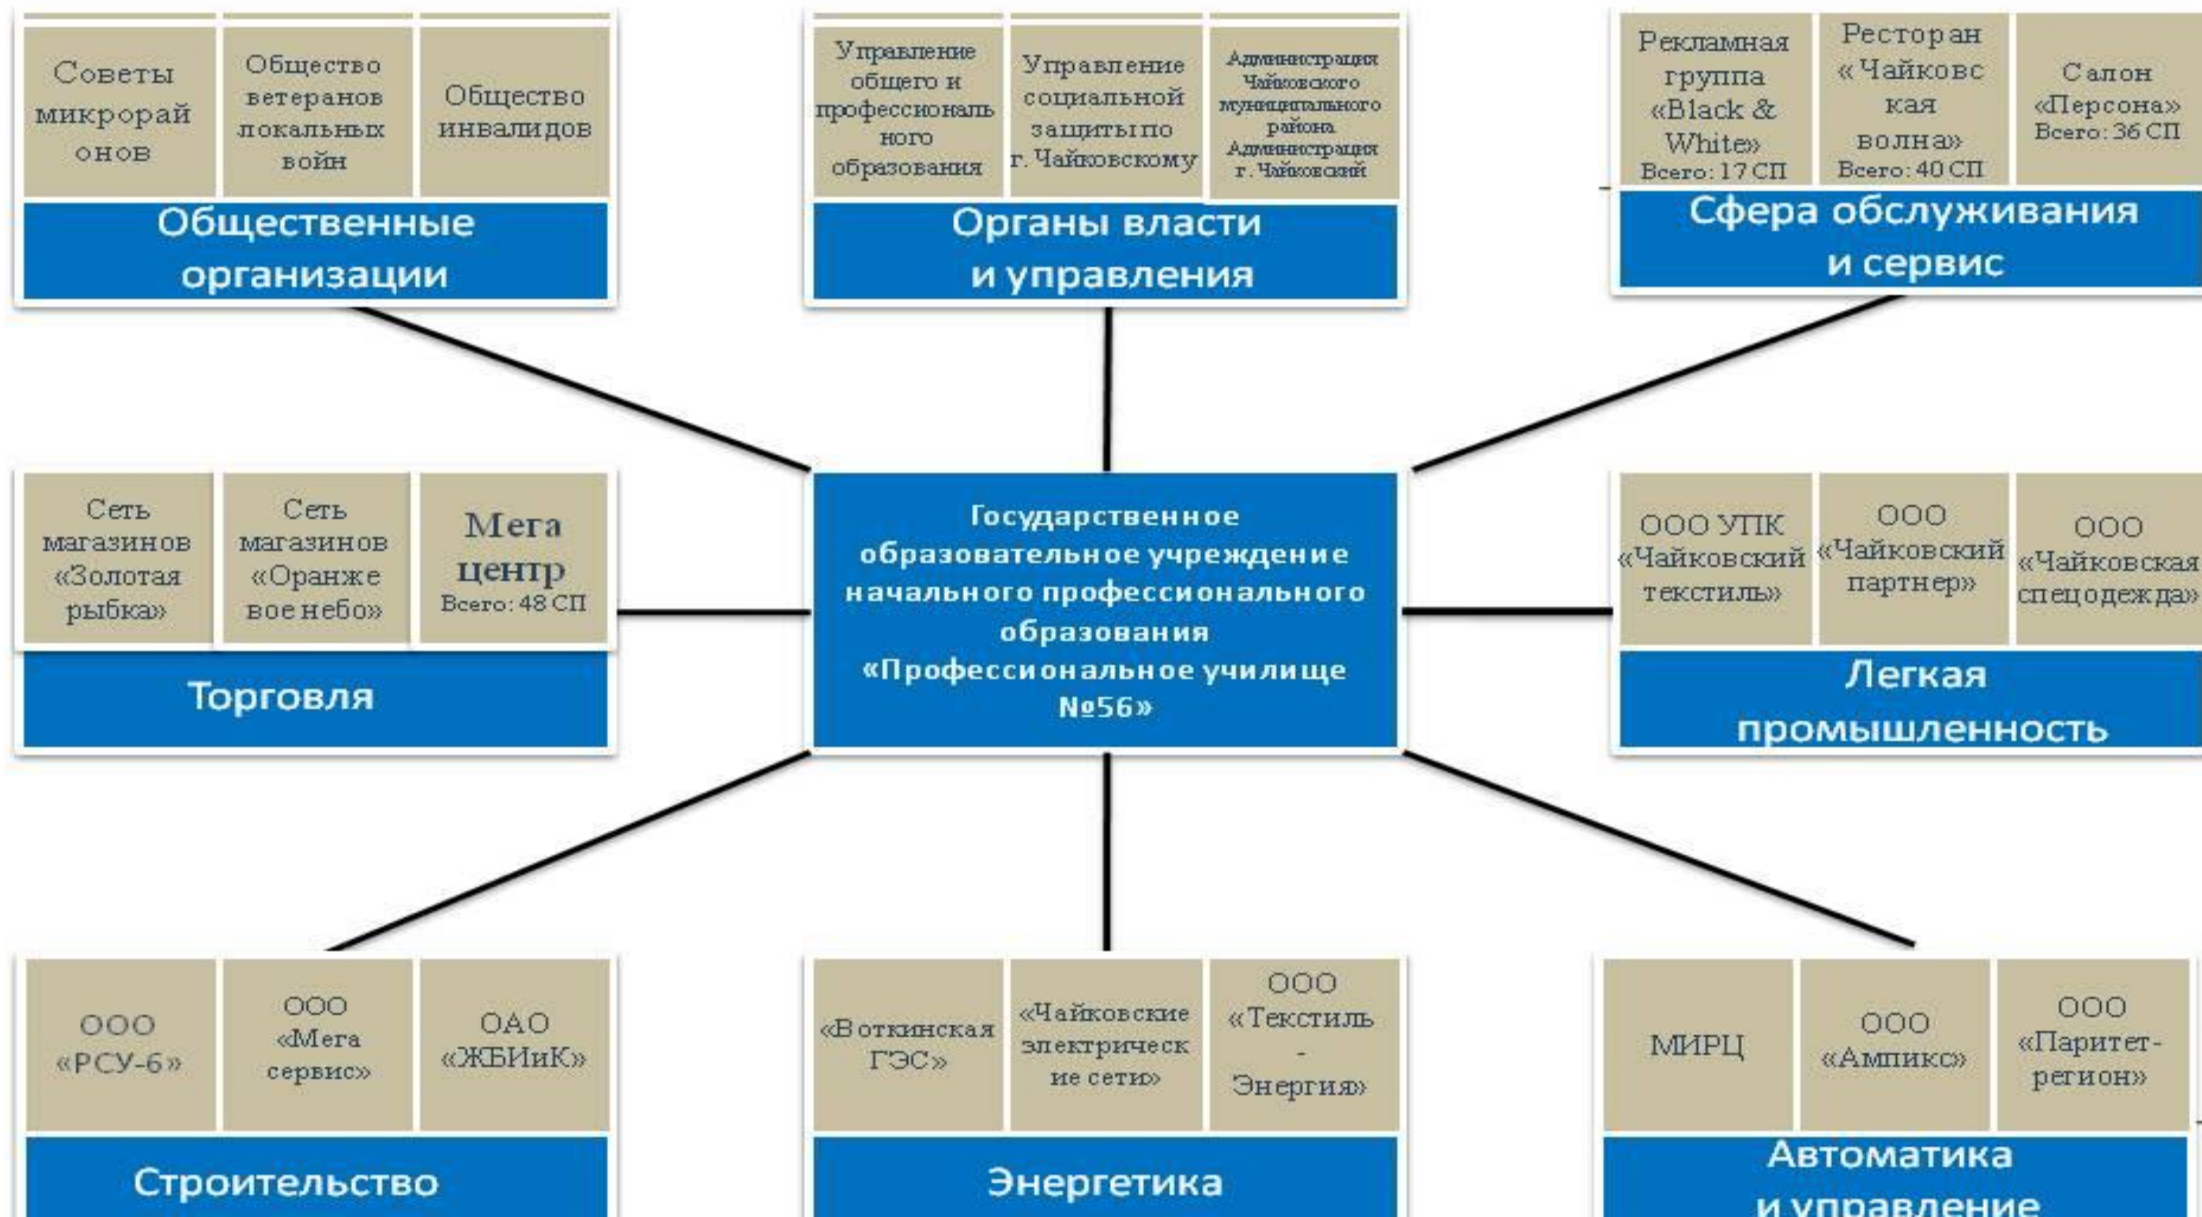 Советы
микрорай
онов
Общество
ветеранов
локальных
войн
Общество
инвалидов
Общественные
организации
Управление
общего и
профессиональ
ного
образования
Управление
социальной
защиты по
г. Чайковскому
Администрация
Чайковского
муниципального
района
Администрация
г. Чайковский
Органы власти
и управления
Рекламная
группа
«Black &
White»
Всего: 17 СП
Ресторан
«Чайковс
кая
волна»
Всего: 40 СП
Салон
«Персона»
Всего: 36 СП
Сфера обслуживания
и сервис
Сеть
магазинов
«Золотая
рыбка»
Сеть
магазинов
«Оранже
вое небо»
Мега
центр
Всего: 48 СП
Торговля
Государственное
образовательное учреждение
начального профессионального
образования
«Профессиональное училище
№56»
ООО УПК
«Чайковский
текстиль»
ООО
«Чайковский
партнер»
ООО
«Чайковская
спецодежда»
Легкая
промышленность
ООО
«РСУ-6»
ООО
«Мега
сервис»
ОАО
«ЖБИиК»
Строительство
«Воткинская
ГЭС»
«Чайковские
электрическ
ие сети»
ООО
«Текстиль
-
Энергия»
Энергетика
МИРЦ
ООО
«Ампикс»
ООО
«Паритет-
регион»
Автоматика
и управление